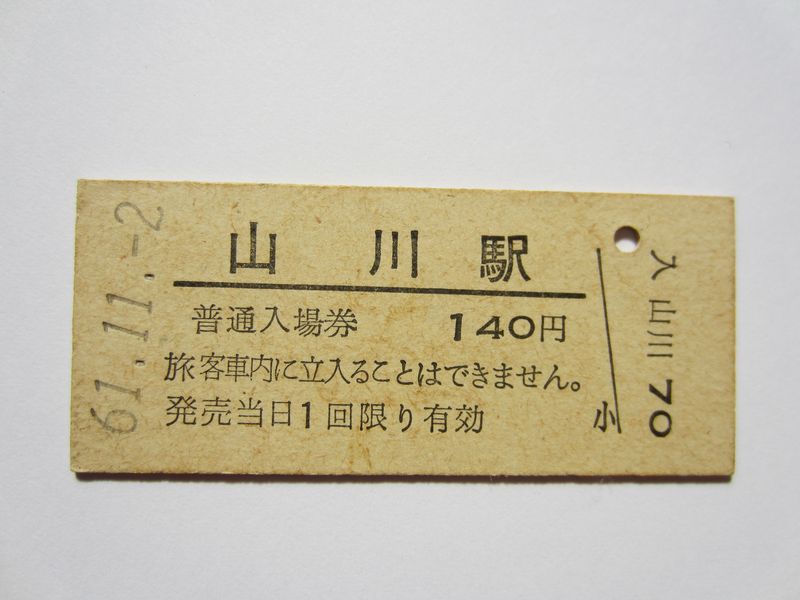 61.11.-2
山川駅
普通入場券 140円
旅客車内に立入ることはできません。
発売当日1回限り有効
小
入 山川 70